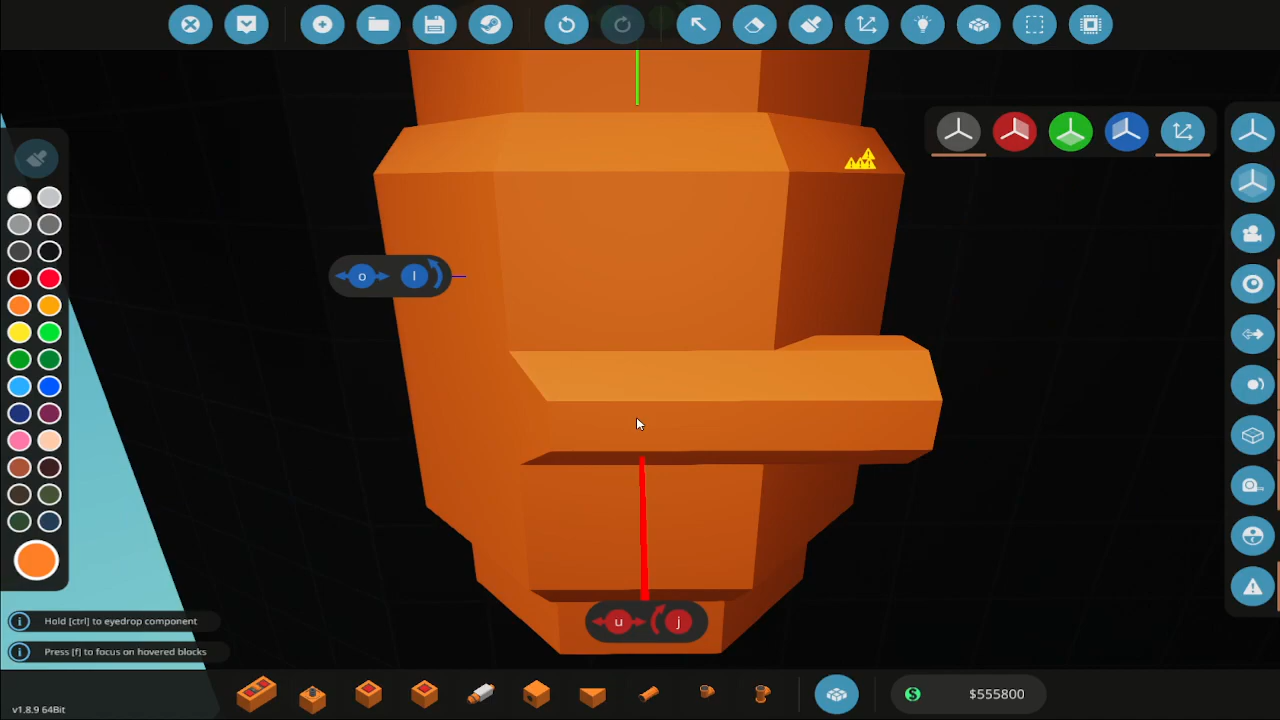 o l
u j
Hold [ctrl] to eyedrop component
Press [f] to focus on hovered blocks
v1.8.9 64Bit
$ $555800